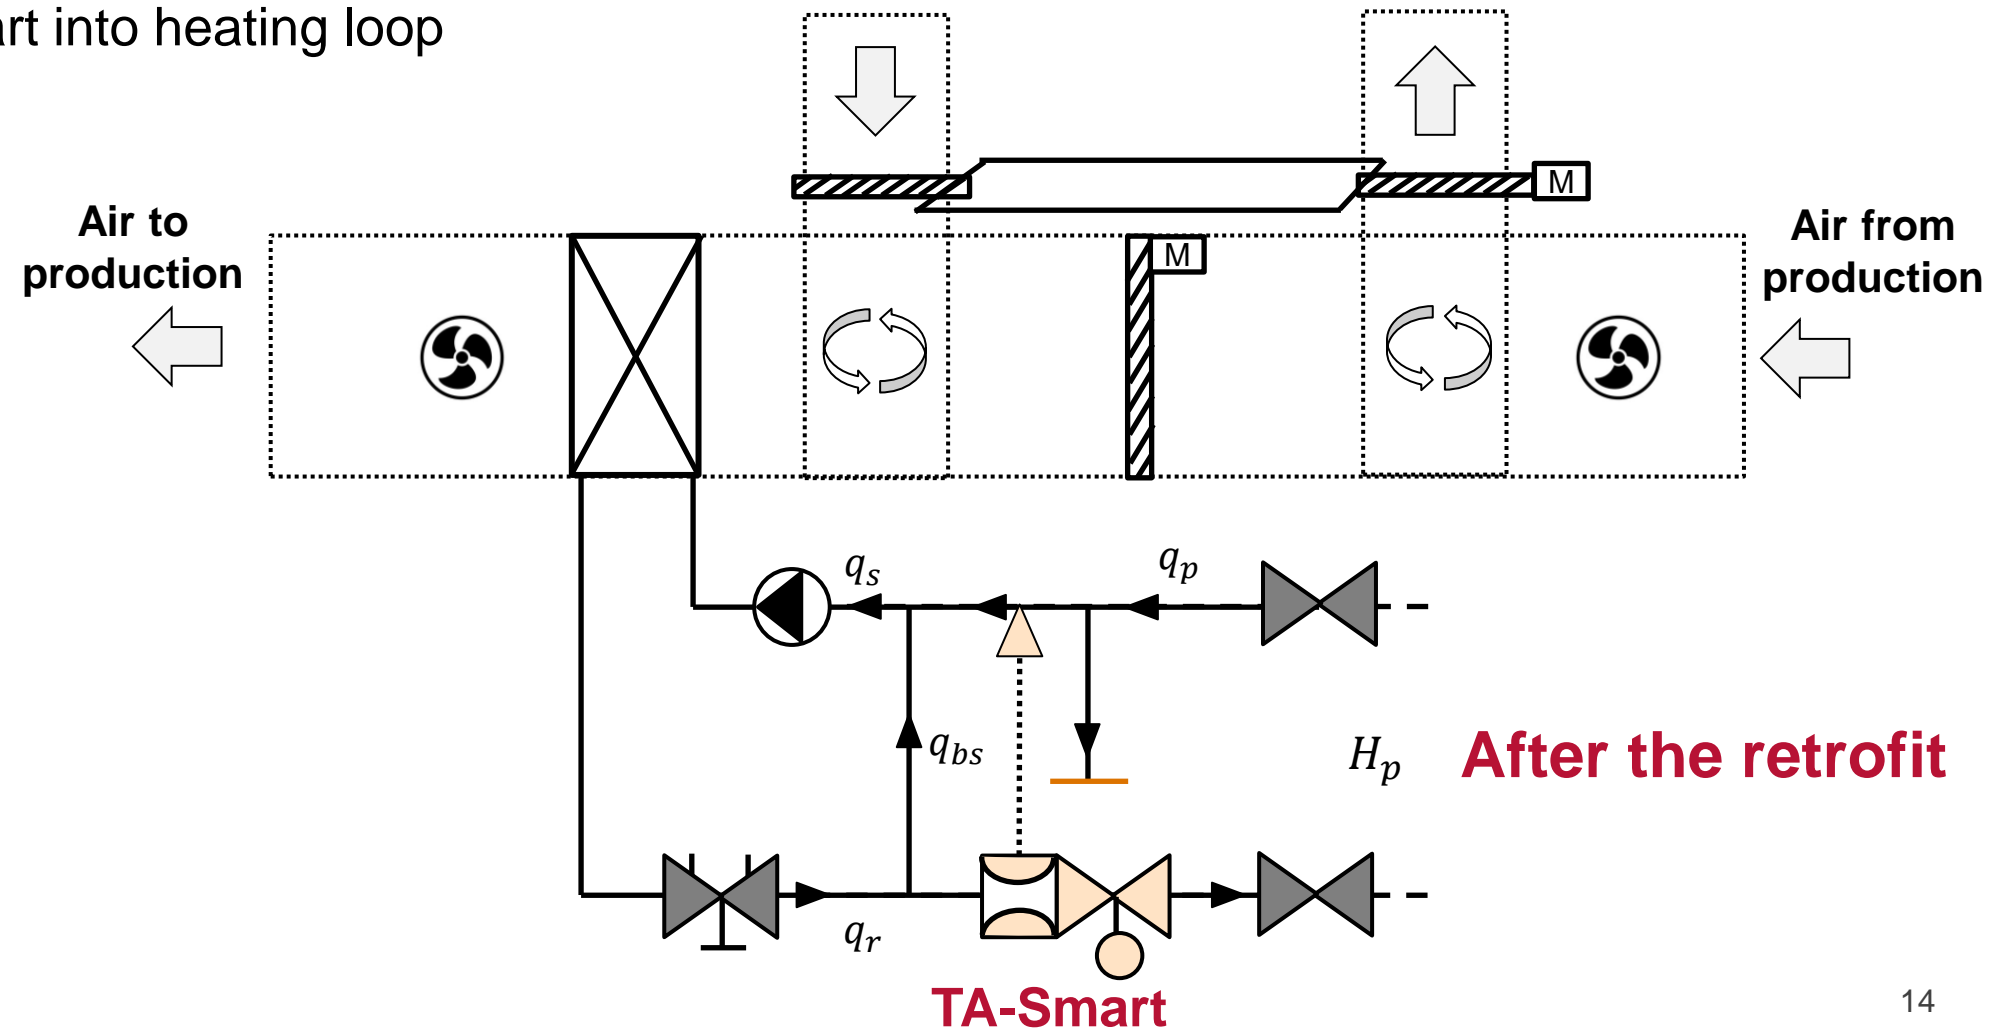 art into heating loop
M
Air to
production
M
Air from
production
q_s
q_p
q_bs
H_p
After the retrofit
q_r
TA-Smart
14